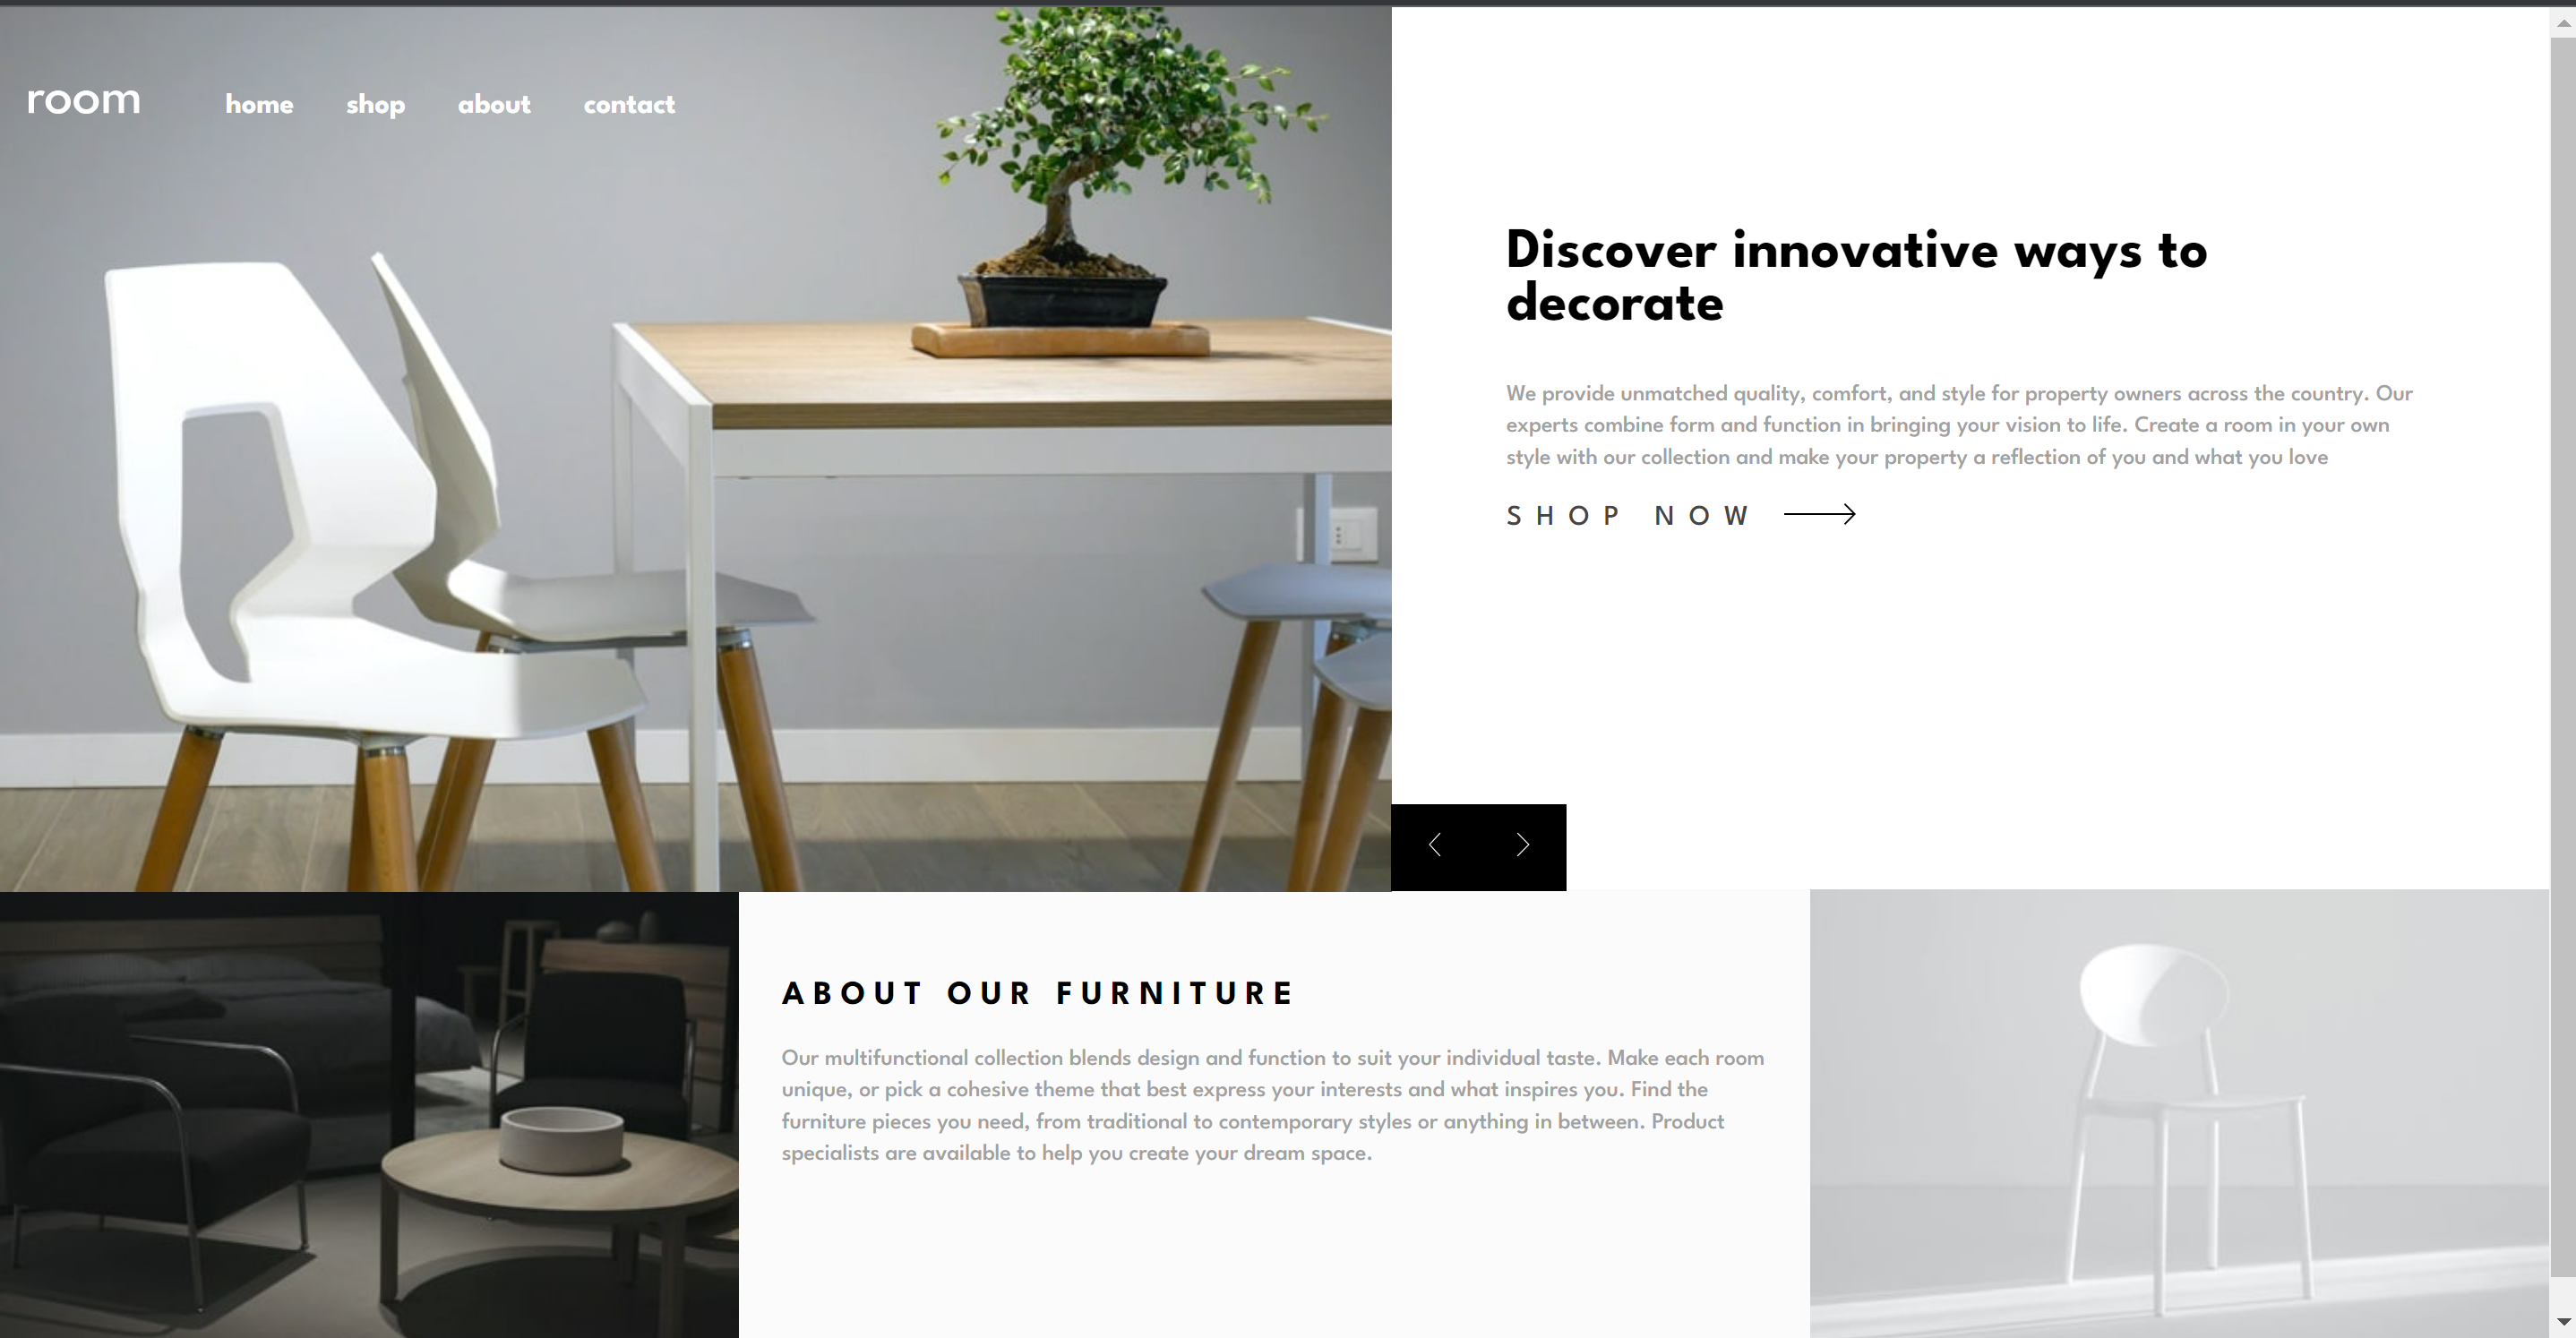 room
home shop about contact
Discover innovative ways to
decorate
We provide unmatched quality, comfort, and style for property owners across the country. Our
experts combine form and function in bringing your vision to life. Create a room in your own
style with our collection and make your property a reflection of you and what you love
SHOP NOW
ABOUT OUR FURNITURE
Our multifunctional collection blends design and function to suit your individual taste. Make each room
unique, or pick a cohesive theme that best express your interests and what inspires you. Find the
furniture pieces you need, from traditional to contemporary styles or anything in between. Product
specialists are available to help you create your dream space.